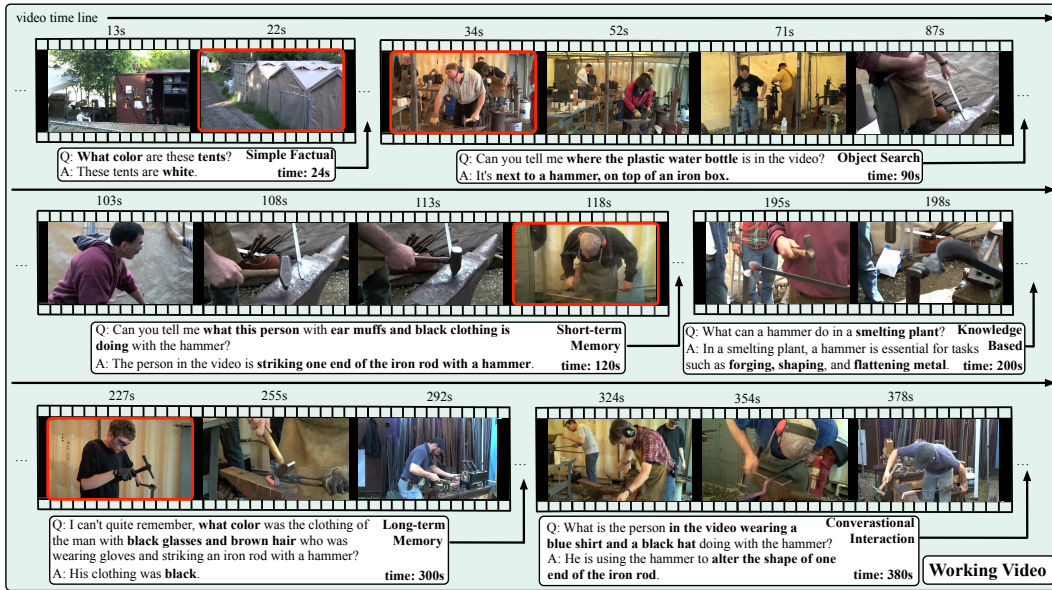 video time line
13s 22s 34s 52s 71s 87s
Q: What color are these tents? Simple Factual
A: These tents are white. time: 24s
Q: Can you tell me where the plastic water bottle is in the video? Object Search
A: It's next to a hammer, on top of an iron box. time: 90s
103s 108s 113s 118s 195s 198s
Q: Can you tell me what this person with ear muffs and black clothing is Short-term
doing with the hammer? Memory
A: The person in the video is striking one end of the iron rod with a hammer. time: 120s
Q: What can a hammer do in a smelting plant? Knowledge
A: In a smelting plant, a hammer is essential for tasks Based
such as forging, shaping, and flattening metal. time: 200s
227s 255s 292s 324s 354s 378s
Q: I can't quite remember, what color was the clothing of Long-term
the man with black glasses and brown hair who was Memory
wearing gloves and striking an iron rod with a hammer?
A: His clothing was black. time: 300s
Q: What is the person in the video wearing a Converastional
blue shirt and a black hat doing with the hammer? Interaction
A: He is using the hammer to alter the shape of one
end of the iron rod. time: 380s
Working Video